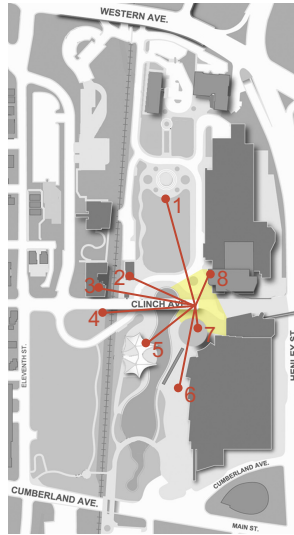 WESTERN AVE.
1
2
8
3
CLINCH AVE.
4
7
5
ELEVENTH ST.
HENLEY ST.
6
CUMBERLAND AVE.
CUMBERLAND AVE.
MAIN ST.